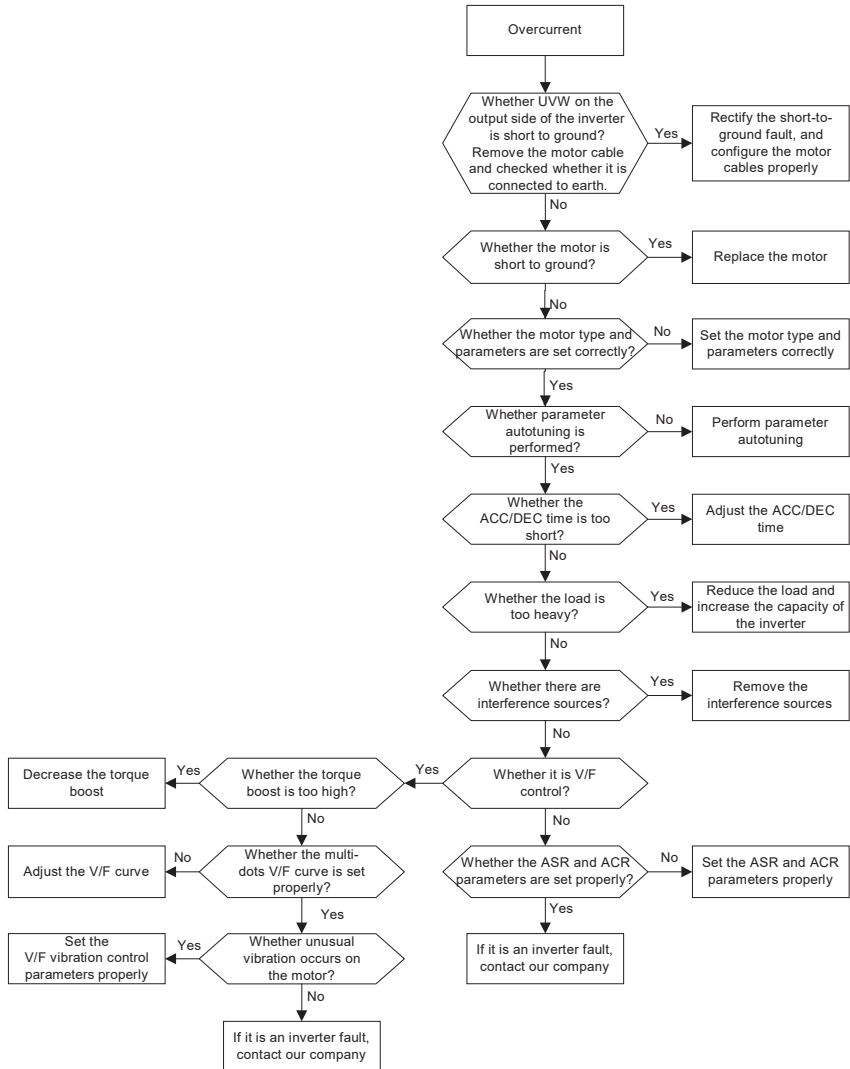 Overcurrent
Whether UVW on the
output side of the inverter
is short to ground?
Remove the motor cable
and checked whether it is
connected to earth.
Yes
Rectify the short-to-
ground fault, and
configure the motor
cables properly
No
Whether the motor is
short to ground?
Yes
Replace the motor
No
Whether the motor type and
parameters are set correctly?
No
Set the motor type and
parameters correctly
Yes
Whether parameter
autotuning is
performed?
No
Perform parameter
autotuning
Yes
Whether the
ACC/DEC time is too
short?
Yes
Adjust the ACC/DEC
time
No
Whether the load is
too heavy?
Yes
Reduce the load and
increase the capacity of
the inverter
No
Whether there are
interference sources?
Yes
Remove the
interference sources
No
Whether it is V/F
control?
Yes
Whether the torque
boost is too high?
Yes
Decrease the torque
boost
No
Whether the multi-
dots V/F curve is set
properly?
No
Adjust the V/F curve
Yes
Whether unusual
vibration occurs on
the motor?
Yes
Set the
V/F vibration control
parameters properly
No
If it is an inverter fault,
contact our company
No
Whether the ASR and ACR
parameters are set properly?
No
Set the ASR and ACR
parameters properly
Yes
If it is an inverter fault,
contact our company